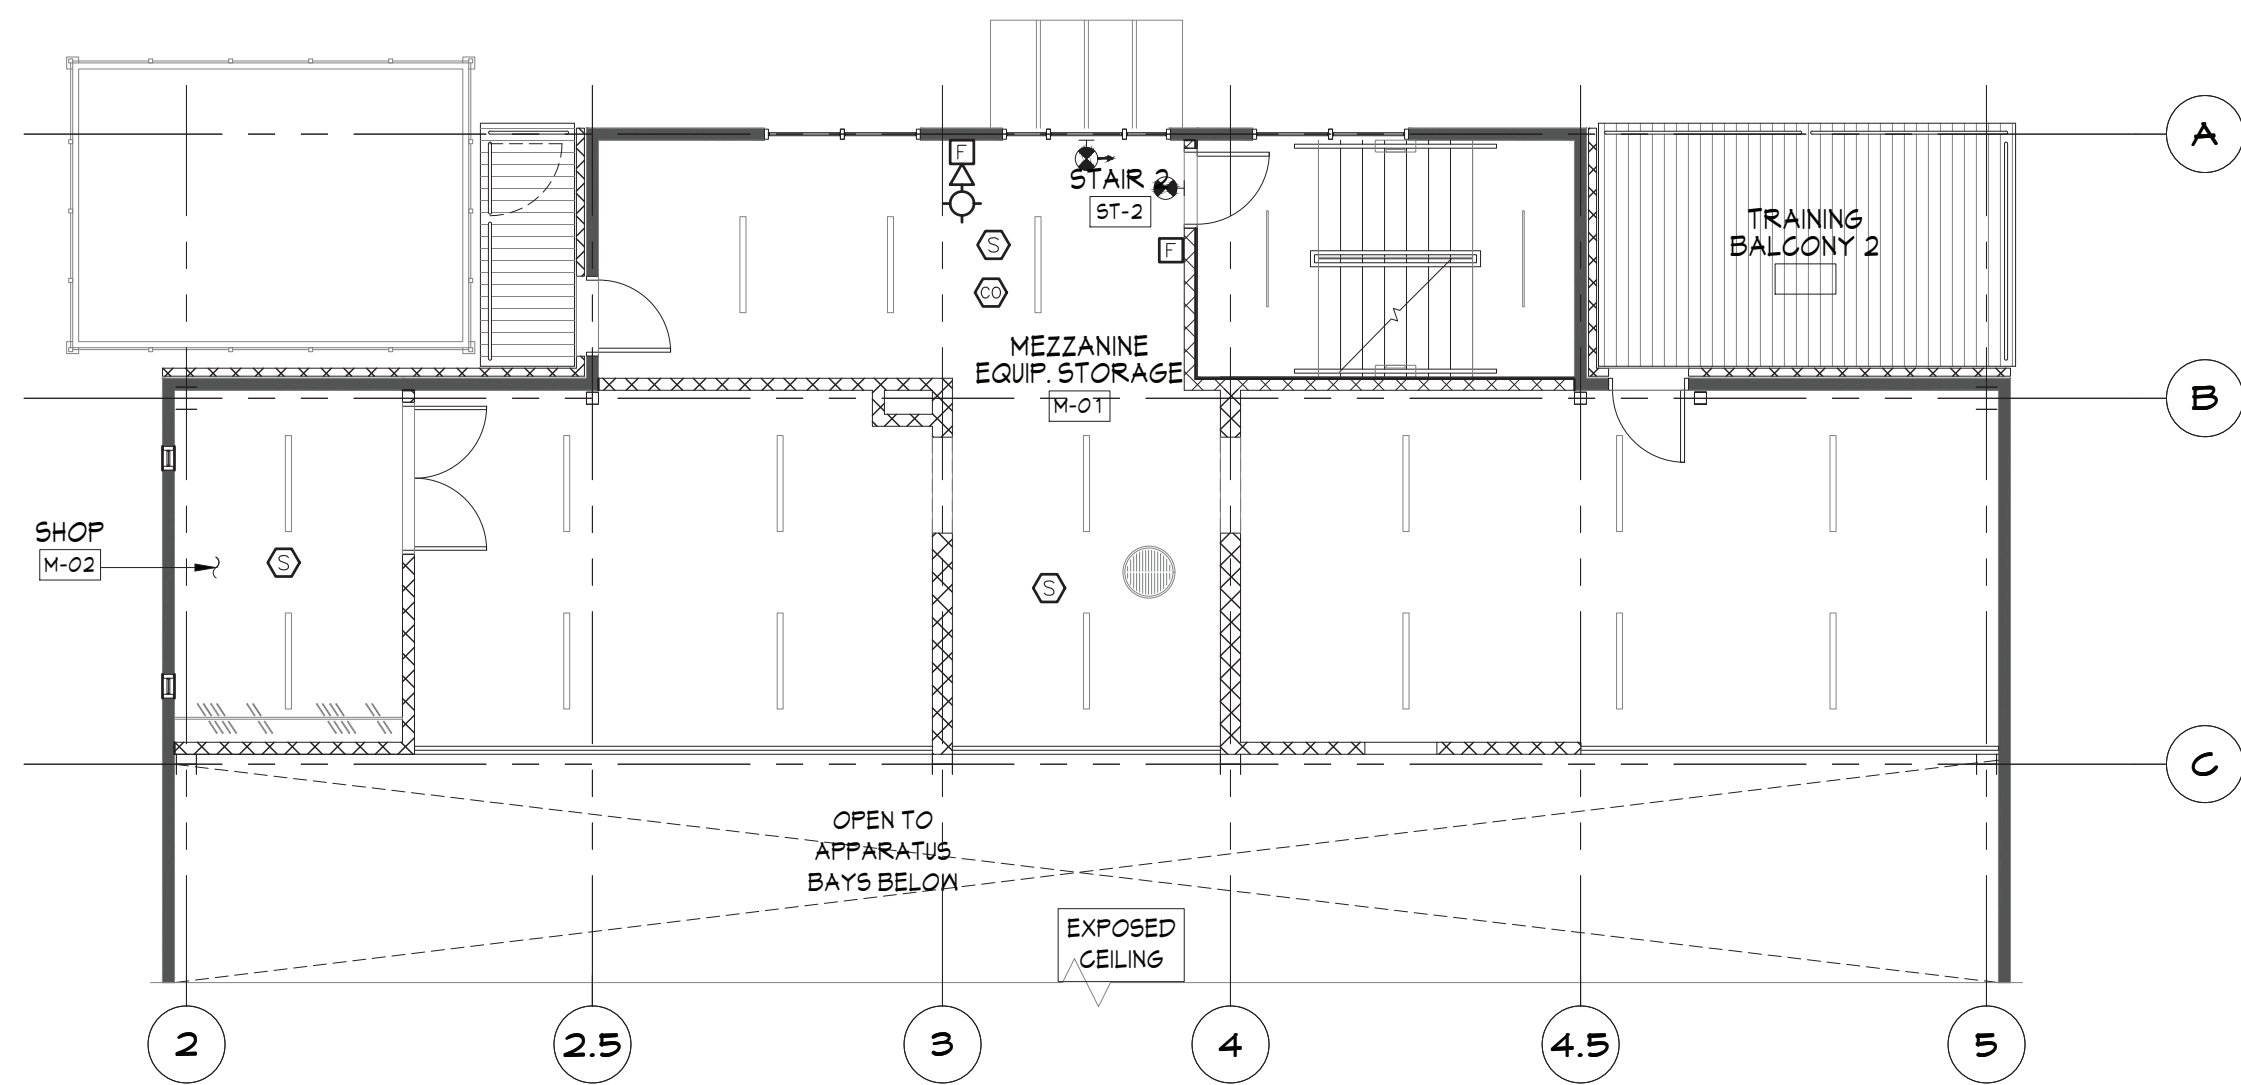 A
F
STAIR 2
ST-2
S
F
CO
TRAINING
BALCONY 2
MEZZANINE
EQUIP. STORAGE
M-01
B
SHOP
M-02
S
S
C
OPEN TO
APPARATUS
BAYS BELOW
EXPOSED
CEILING
2
2.5
3
4
4.5
5